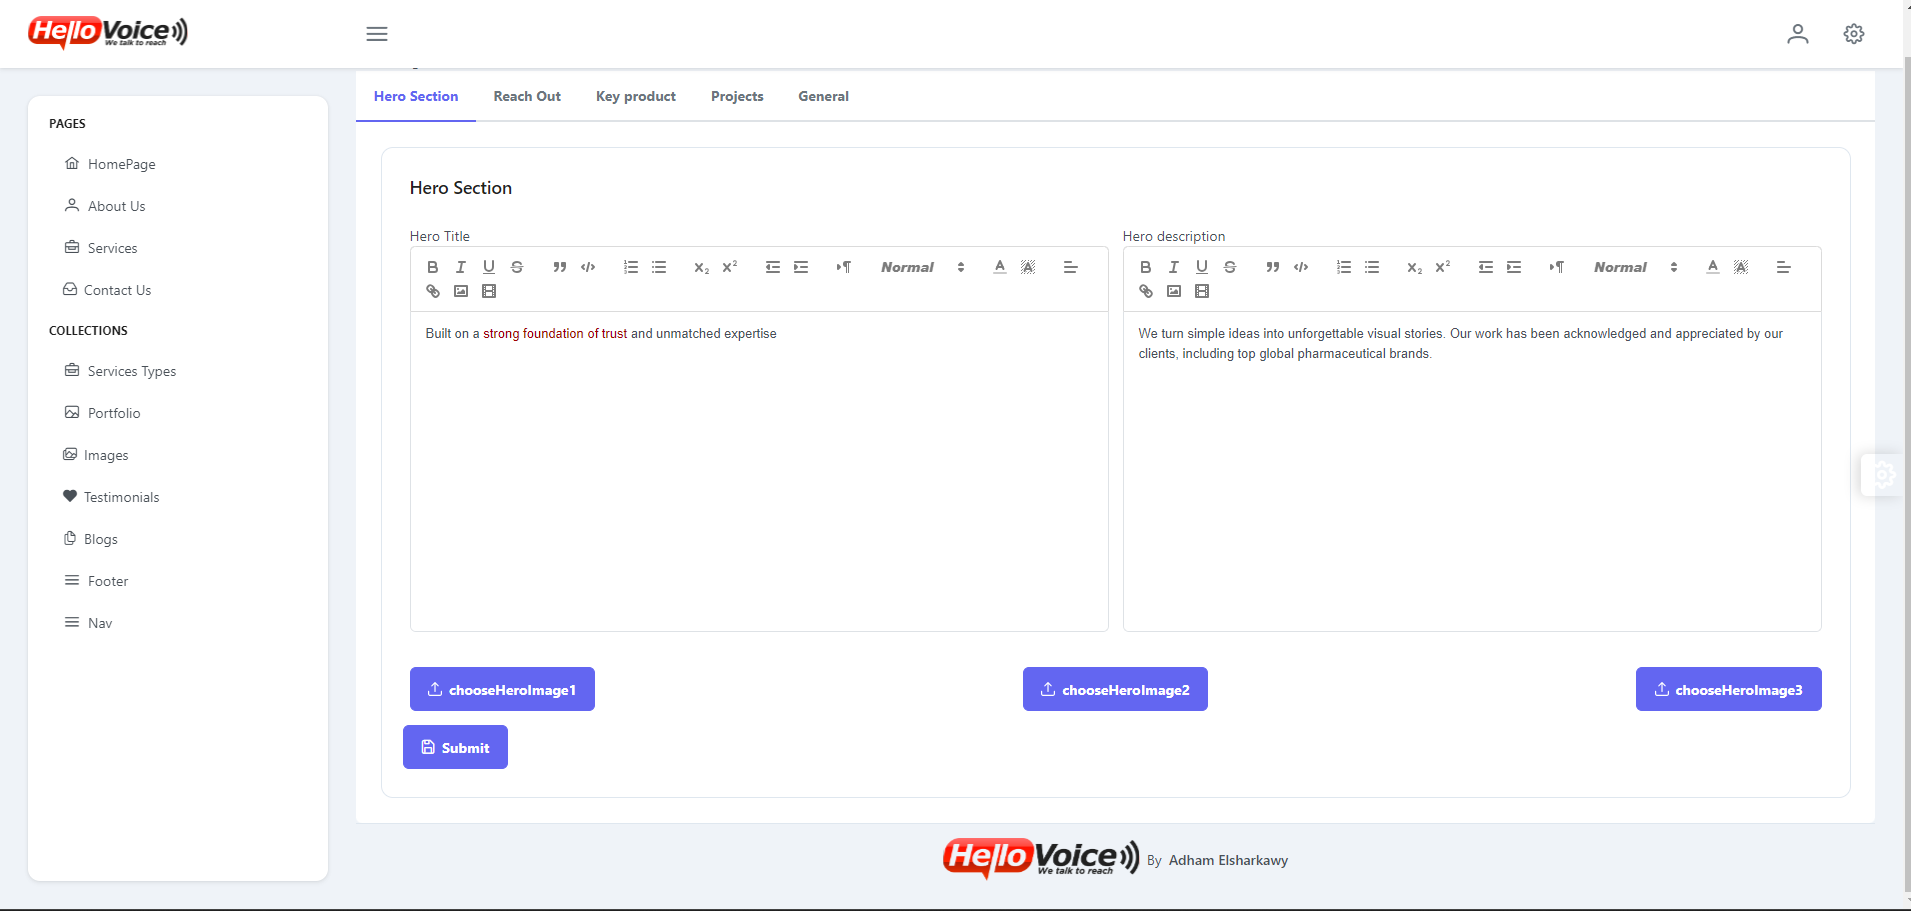 HelloVoice
We talk to reach
Hero Section Reach Out Key product Projects General
PAGES
HomePage
About Us
Services
Contact Us
COLLECTIONS
Services Types
Portfolio
Images
Testimonials
Blogs
Footer
Nav
Hero Section
Hero Title
Normal
Built on a strong foundation of trust and unmatched expertise
Hero description
Normal
We turn simple ideas into unforgettable visual stories. Our work has been acknowledged and appreciated by our
clients, including top global pharmaceutical brands.
chooseHeroImage1 chooseHeroImage2 chooseHeroImage3
Submit
HelloVoice
We talk to reach
By Adham Elsharkawy